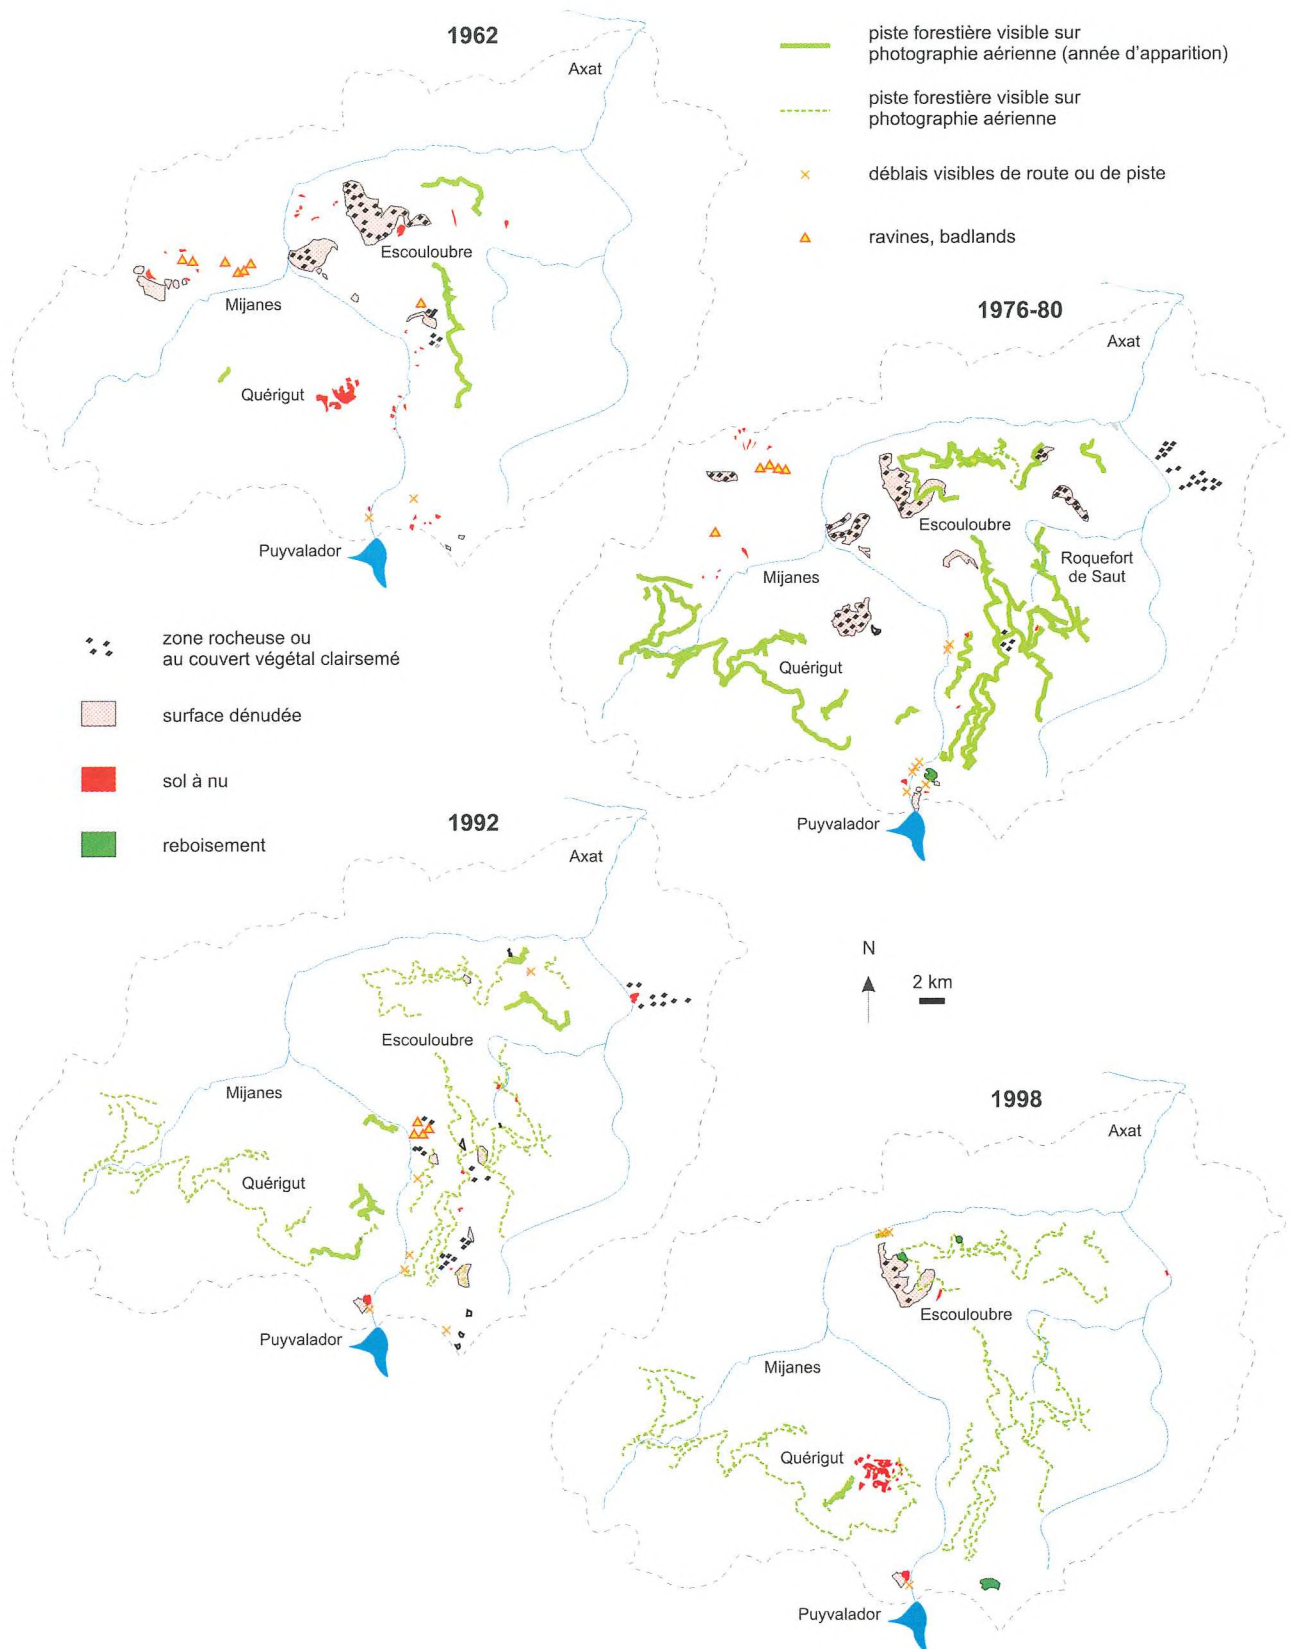 1962
Axat
Escouloubre
Mijanes
Quérigut
Puyvalador
piste forestière visible sur
photographie aérienne (année d'apparition)
piste forestière visible sur
photographie aérienne
déblais visibles de route ou de piste
ravines, badlands
1976-80
Axat
Escouloubre
Roquefort
de Saut
Mijanes
Quérigut
Puyvalador
zone rocheuse ou
au couvert végétal clairsemé
surface dénudée
sol à nu
reboisement
1992
Axat
Escouloubre
Mijanes
Quérigut
Puyvalador
N
2 km
1998
Axat
Escouloubre
Mijanes
Quérigut
Puyvalador